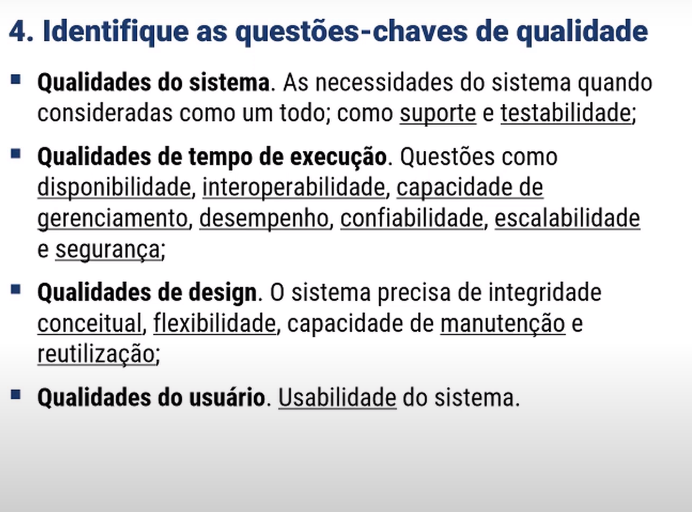 4. Identifique as questões-chaves de qualidade
▪ Qualidades do sistema. As necessidades do sistema quando
consideradas como um todo; como suporte e testabilidade;
▪ Qualidades de tempo de execução. Questões como
disponibilidade, interoperabilidade, capacidade de
gerenciamento, desempenho, confiabilidade, escalabilidade
e segurança;
▪ Qualidades de design. O sistema precisa de integridade
conceitual, flexibilidade, capacidade de manutenção e
reutilização;
▪ Qualidades do usuário. Usabilidade do sistema.